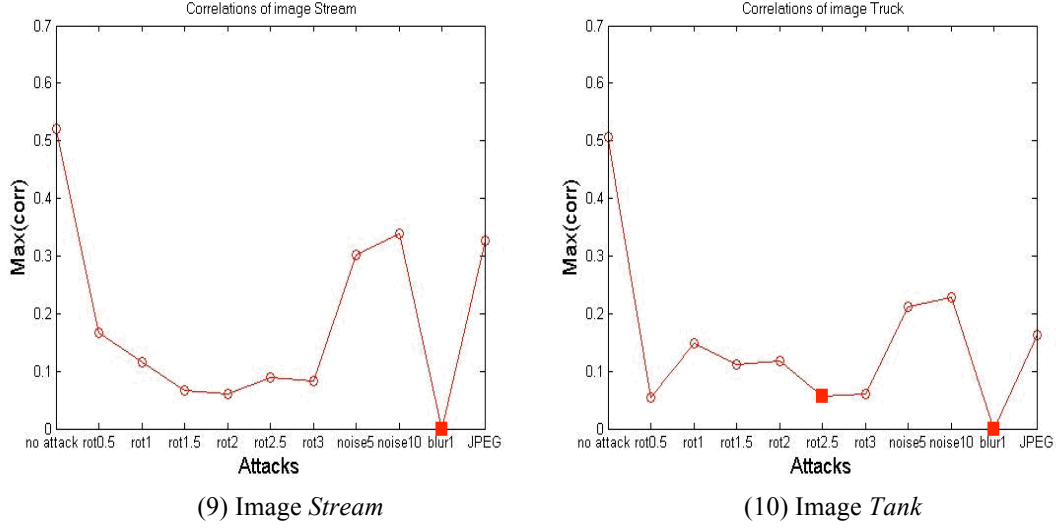 Correlations of image Stream
0.7
0.6
0.5
0.4
0.3
0.2
0.1
0
Max(corr)
no attack rot0.5 rot1 rot1.5 rot2 rot2.5 rot3 noise5 noise10 blur1 JPEG
Attacks
(9) Image Stream
Correlations of image Truck
0.7
0.6
0.5
0.4
0.3
0.2
0.1
0
Max(corr)
no attack rot0.5 rot1 rot1.5 rot2 rot2.5 rot3 noise5 noise10 blur1 JPEG
Attacks
(10) Image Tank